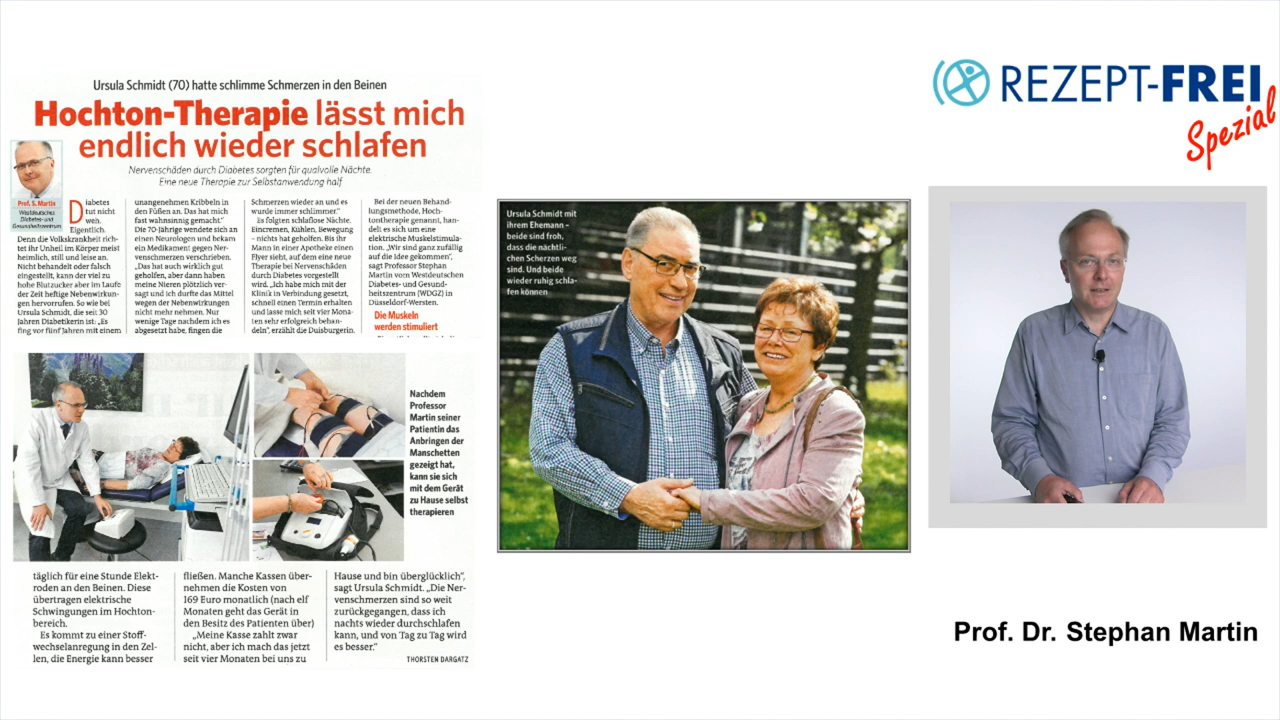 Ursula Schmidt (70) hatte schlimme Schmerzen in den Beinen
Hochton-Therapie lässt mich
endlich wieder schlafen
Nervenschäden durch Diabetes sorgten für qualvolle Nächte.
Eine neue Therapie zur Selbstanwendung half
Prof. S. Martin
Westdeutsches
Diabetes- und
Gesundheitszentrum
Diabetes
tut nicht
weh.
Eigentlich.
Denn die Volkskrankheit rich-
tet ihr Unheil im Körper meist
heimlich, still und leise an.
Nicht behandelt oder falsch
eingestellt, kann der viel zu
hohe Blutzucker aber im Laufe
der Zeit heftige Nebenwirkun-
gen hervorrufen. So wie bei
Ursula Schmidt, die seit 30
Jahren Diabetikerin ist: „Es
fing vor fünf Jahren mit einem
unangenehmen Kribbeln in
den Füßen an. Das hat mich
fast wahnsinnig gemacht.“
Die 70-Jährige wendete sich an
einen Neurologen und bekam
ein Medikament gegen Ner-
venschmerzen verschrieben.
„Das hat auch wirklich gut
geholfen, aber dann haben
meine Nieren plötzlich ver-
sagt und ich durfte das Mittel
wegen der Nebenwirkungen
nicht mehr nehmen. Nur
wenige Tage nachdem ich es
abgesetzt habe, fingen die
Schmerzen wieder an und es
wurde immer schlimmer.“
Es folgten schlaflose Nächte.
Eincremen, Kühlen, Bewegung
– nichts hat geholfen. Bis ihr
Mann in einer Apotheke einen
Flyer sieht, auf dem eine neue
Therapie bei Nervenschäden
durch Diabetes vorgestellt
wird. „Ich habe mich mit der
Klinik in Verbindung gesetzt,
schnell einen Termin erhalten
und lasse mich seit vier Mona-
ten sehr erfolgreich behan-
deln“, erzählt die Duisburgerin.
Bei der neuen Behand-
lungsmethode, Hoch-
tontherapie genannt, han-
delt es sich um eine
elektrische Muskelstimula-
tion. „Wir sind ganz zufällig
auf die Idee gekommen“,
sagt Professor Stephan
Martin vom Westdeutschen
Diabetes- und Gesund-
heitszentrum (WDGZ) in
Düsseldorf-Wersten.
Die Muskeln
werden stimuliert
Nachdem
Professor
Martin seiner
Patientin das
Anbringen der
Manschetten
gezeigt hat,
kann sie sich
mit dem Gerät
zu Hause selbst
therapieren
täglich für eine Stunde Elekt-
roden an den Beinen. Diese
übertragen elektrische
Schwingungen im Hochton-
bereich.
Es kommt zu einer Stoff-
wechselanregung in den Zel-
len, die Energie kann besser
fließen. Manche Kassen über-
nehmen die Kosten von
169 Euro monatlich (nach elf
Monaten geht das Gerät in
den Besitz des Patienten über)
„Meine Kasse zahlt zwar
nicht, aber ich mach das jetzt
seit vier Monaten bei uns zu
Hause und bin überglücklich“,
sagt Ursula Schmidt. „Die Ner-
venschmerzen sind so weit
zurückgegangen, dass ich
nachts wieder durchschlafen
kann, und von Tag zu Tag wird
es besser.“
THORSTEN DARGATZ
Ursula Schmidt mit
ihrem Ehemann –
beide sind froh,
dass die nächtli-
chen Scherzen weg
sind. Und beide
wieder ruhig schla-
fen können
REZEPT-FREI
Spezial
Prof. Dr. Stephan Martin